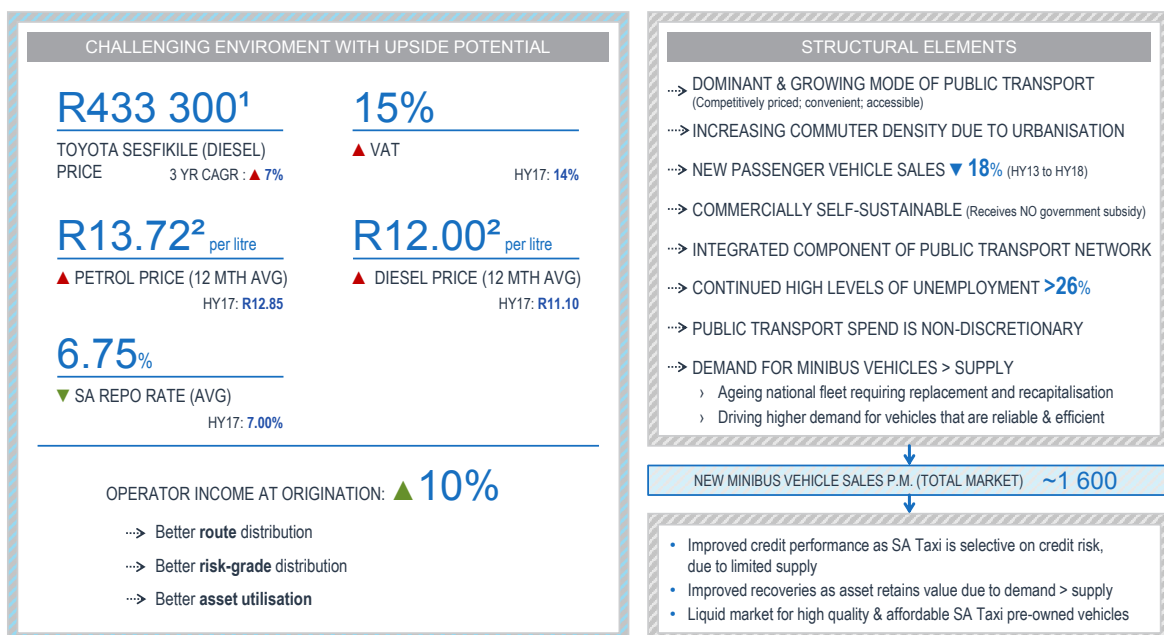 CHALLENGING ENVIROMENT WITH UPSIDE POTENTIAL
R433 300¹
TOYOTA SESFIKILE (DIESEL)
PRICE 3 YR CAGR : ▲ 7%
15%
▲ VAT
HY17: 14%
R13.72² per litre
▲ PETROL PRICE (12 MTH AVG)
HY17: R12.85
R12.00² per litre
▲ DIESEL PRICE (12 MTH AVG)
HY17: R11.10
6.75%
▼ SA REPO RATE (AVG)
HY17: 7.00%
OPERATOR INCOME AT ORIGINATION: ▲ 10%
Better route distribution
Better risk-grade distribution
Better asset utilisation
STRUCTURAL ELEMENTS
DOMINANT & GROWING MODE OF PUBLIC TRANSPORT
(Competitively priced; convenient; accessible)
INCREASING COMMUTER DENSITY DUE TO URBANISATION
NEW PASSENGER VEHICLE SALES ▼ 18% (HY13 to HY18)
COMMERCIALLY SELF-SUSTAINABLE (Receives NO government subsidy)
INTEGRATED COMPONENT OF PUBLIC TRANSPORT NETWORK
CONTINUED HIGH LEVELS OF UNEMPLOYMENT >26%
PUBLIC TRANSPORT SPEND IS NON-DISCRETIONARY
DEMAND FOR MINIBUS VEHICLES > SUPPLY
› Ageing national fleet requiring replacement and recapitalisation
› Driving higher demand for vehicles that are reliable & efficient
NEW MINIBUS VEHICLE SALES P.M. (TOTAL MARKET) ~1 600
• Improved credit performance as SA Taxi is selective on credit risk,
due to limited supply
• Improved recoveries as asset retains value due to demand > supply
• Liquid market for high quality & affordable SA Taxi pre-owned vehicles